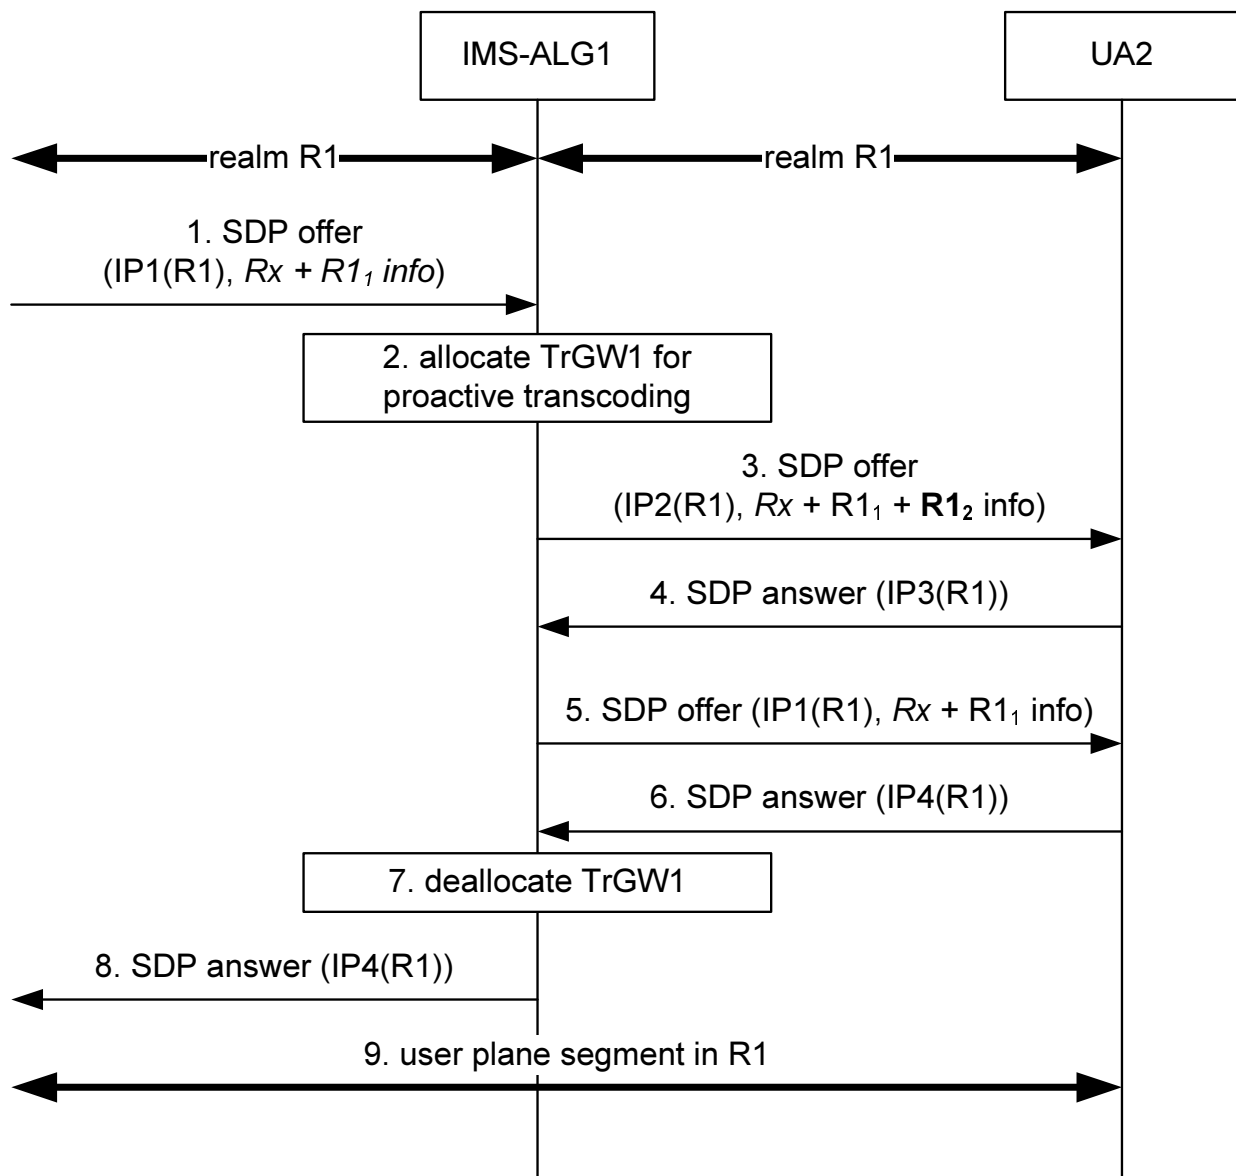 IMS-ALG1
UA2
realm R1
realm R1
1. SDP offer
(IP1(R1), Rx + R1₁ info)
2. allocate TrGW1 for
proactive transcoding
3. SDP offer
(IP2(R1), Rx + R1₁ + R1₂ info)
4. SDP answer (IP3(R1))
5. SDP offer (IP1(R1), Rx + R1₁ info)
6. SDP answer (IP4(R1))
7. deallocate TrGW1
8. SDP answer (IP4(R1))
9. user plane segment in R1